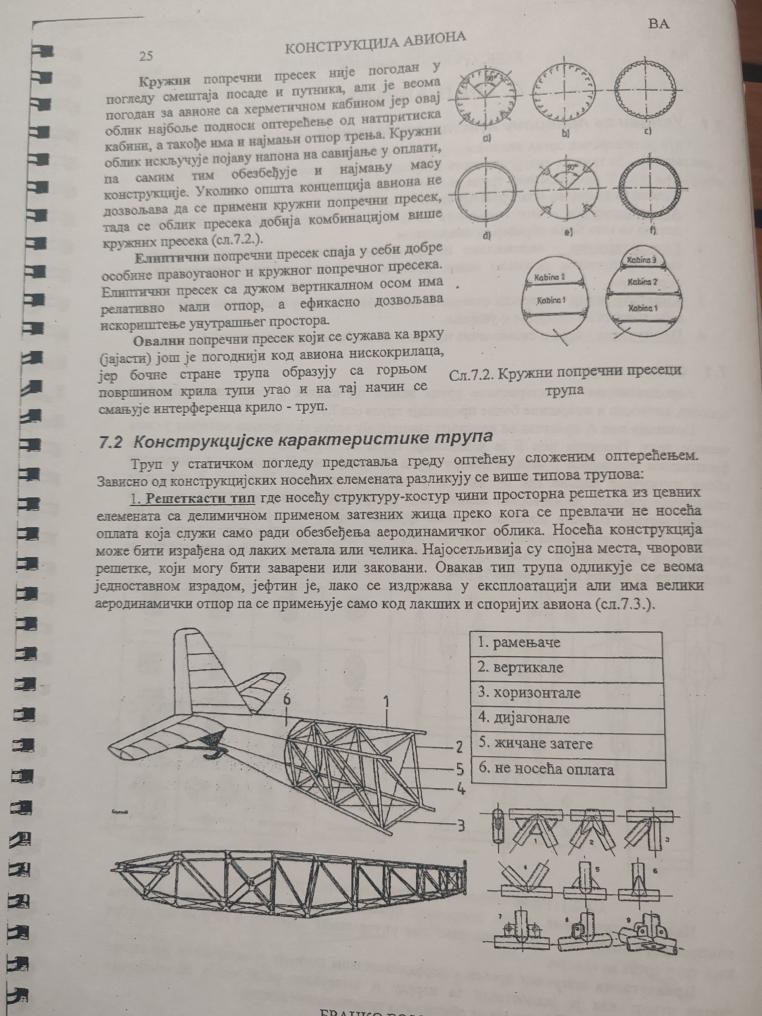 ВА
25
КОНСТРУКЦИЈА АВИОНА
Кружни попречни пресек није погодан у
погледу смештаја посаде и путника, али је веома
погодан за авионе са херметичном кабином јер овај
облик најбоље подноси оптерећење од натпритиска
кабини, а такође има и најмањи отпор трења. Кружни
облик искључује појаву напона на савијање у оплати,
па самим тим обезбеђује и најмању масу
конструкције. Уколико општа концепција авиона не
дозвољава да се примени кружни попречни пресек,
тада се облик пресека добија комбинацијом више
кружних пресека (сл.7.2.).
Елиптични попречни пресек спаја у себи добре
особине правоугаоног и кружног попречног пресека.
Елиптични пресек са дужом вертикалном осом има
релативно мали отпор, а ефикасно дозвољава
искориштење унутрашњег простора.
Овални попречни пресек који се сужава ка врху
(јајасти) још је погоднији код авиона нискокрилаца,
јер бочне стране трупа образују са горњом
површином крила тупи угао и на тај начин се
смањује интерференца крило - труп.
90°
a)
b)
c)
90°
d)
e)
f)
Kabina 2
Kabina 1
Kabina 3
Kabina 2
Kabina 1
Сл.7.2. Кружни попречни пресеци
трупа
7.2 Конструкцијске карактеристике трупа
Труп у статичком погледу представља греду оптећену сложеним оптерећењем.
Зависно од конструкцијских носећих елемената разликују се више типова трупова:
1. Решеткасти тип где носећу структуру-костур чини просторна решетка из цевних
елемената са делимичном применом затезних жица преко кога се превлачи не носећа
оплата која служи само ради обезбеђења аеродинамичког облика. Носећа конструкција
може бити израђена од лаких метала или челика. Најосетљивија су спојна места, чворови
решетке, који могу бити заварени или заковани. Овакав тип трупа одликује се веома
једноставном израдом, јефтин је, лако се издржава у експлоатацији али има велики
аеродинамички отпор па се примењује само код лакших и споријих авиона (сл.7.3.).
6
1
2
5
4
3
1. рамењаче
2. вертикале
3. хоризонтале
4. дијагонале
5. жичане затеге
6. не носећа оплата
1
2
3
4
5
6
7
8
9